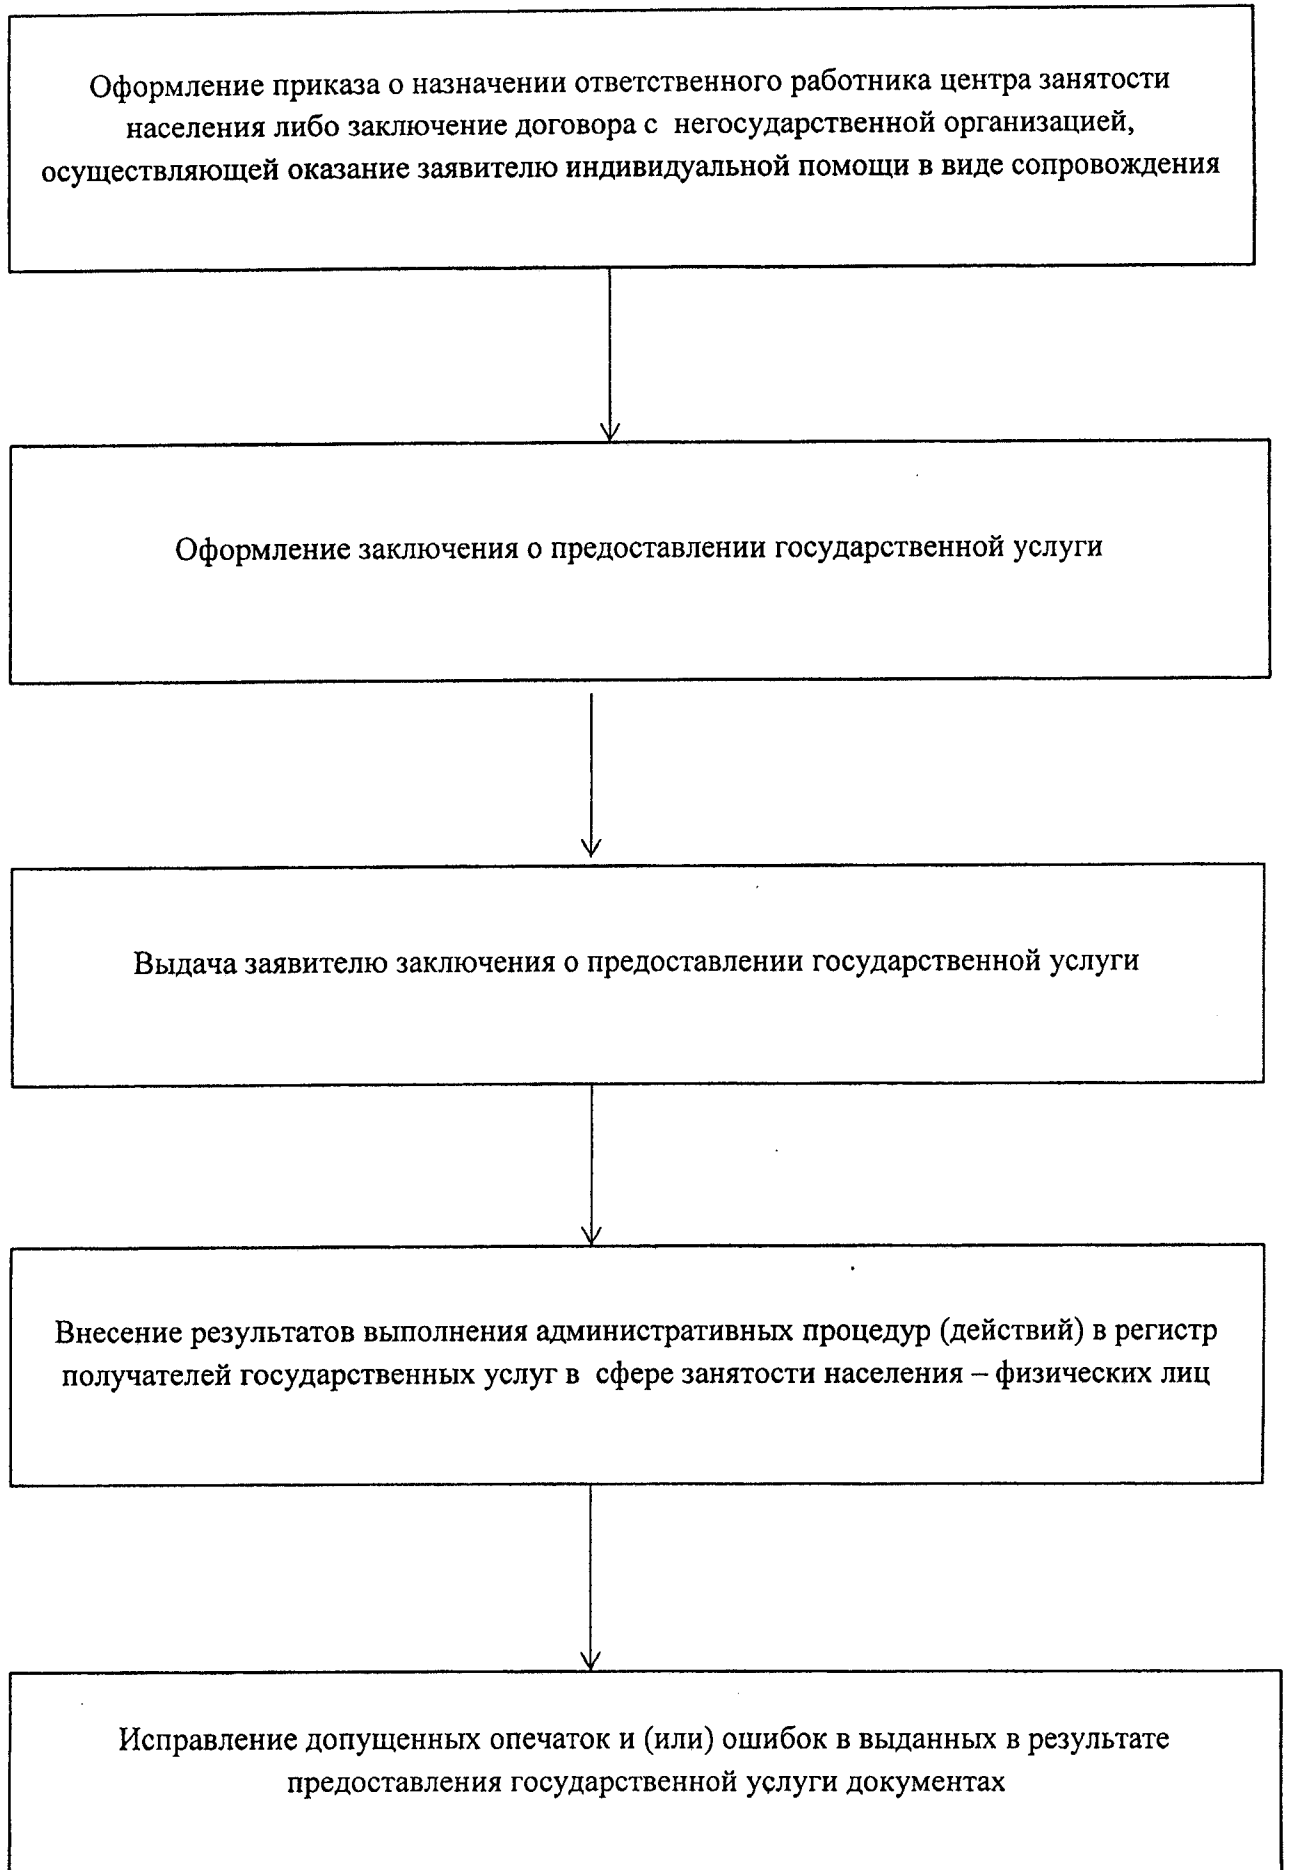 Оформление приказа о назначении ответственного работника центра занятости
населения либо заключение договора с негосударственной организацией,
осуществляющей оказание заявителю индивидуальной помощи в виде сопровождения
Оформление заключения о предоставлении государственной услуги
Выдача заявителю заключения о предоставлении государственной услуги
Внесение результатов выполнения административных процедур (действий) в регистр
получателей государственных услуг в сфере занятости населения – физических лиц
Исправление допущенных опечаток и (или) ошибок в выданных в результате
предоставления государственной услуги документах